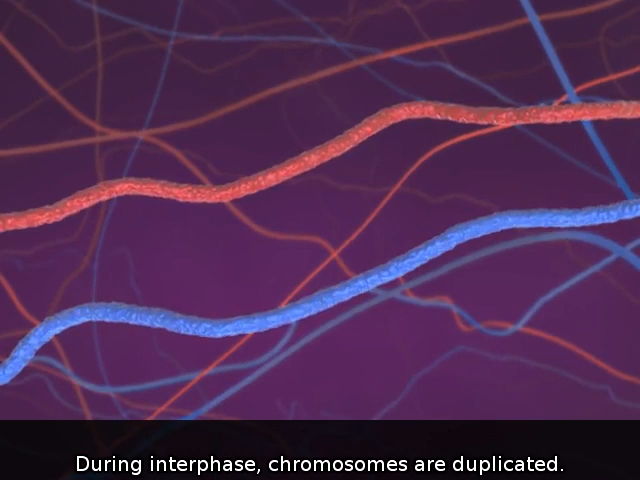 During interphase, chromosomes are duplicated.